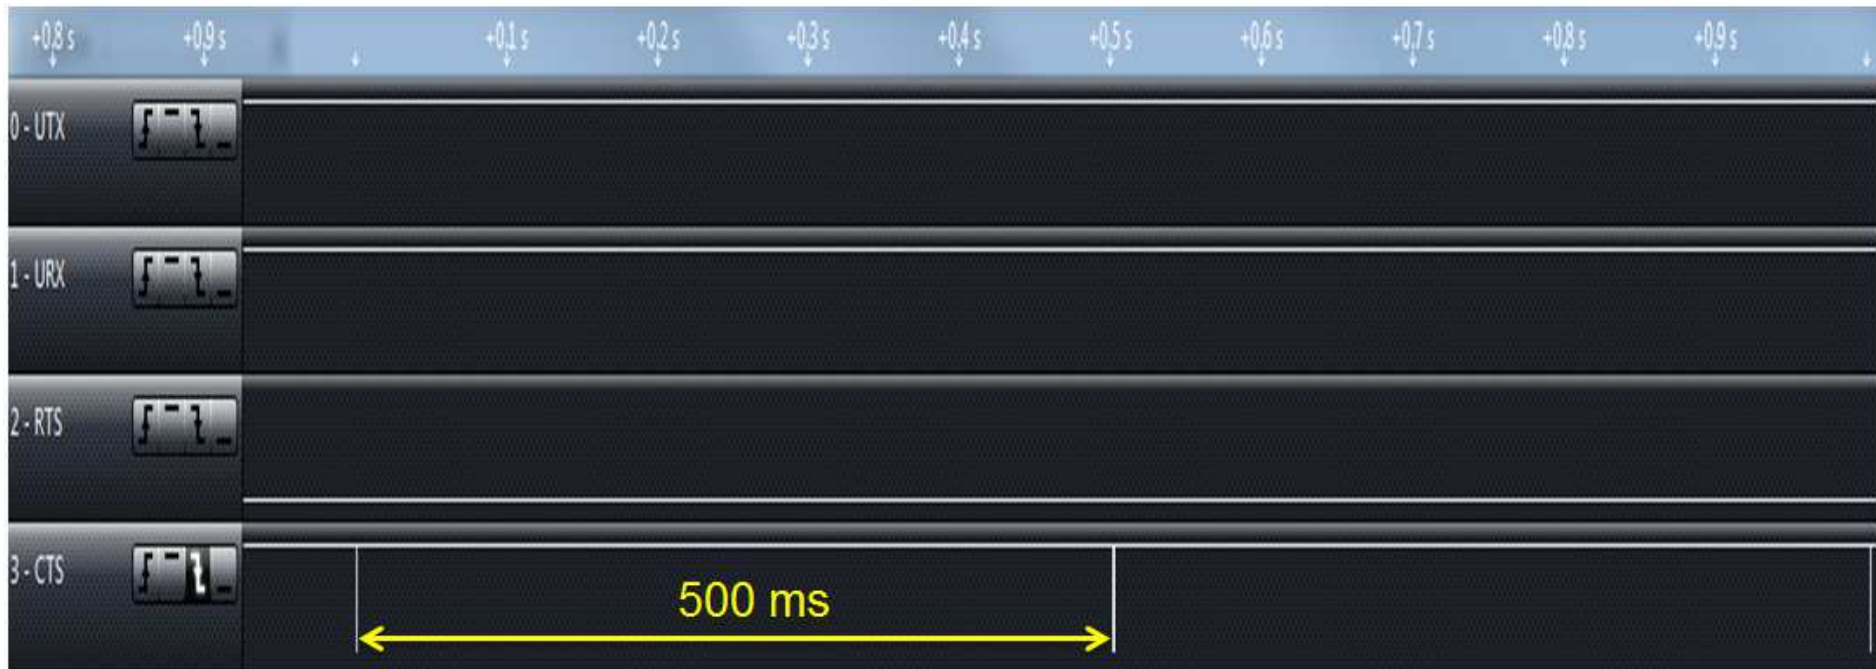 +0,8 s +0,9 s +0,1 s +0,2 s +0,3 s +0,4 s +0,5 s +0,6 s +0,7 s +0,8 s +0,9 s
0 - UTX
1 - URX
2 - RTS
3 - CTS
500 ms